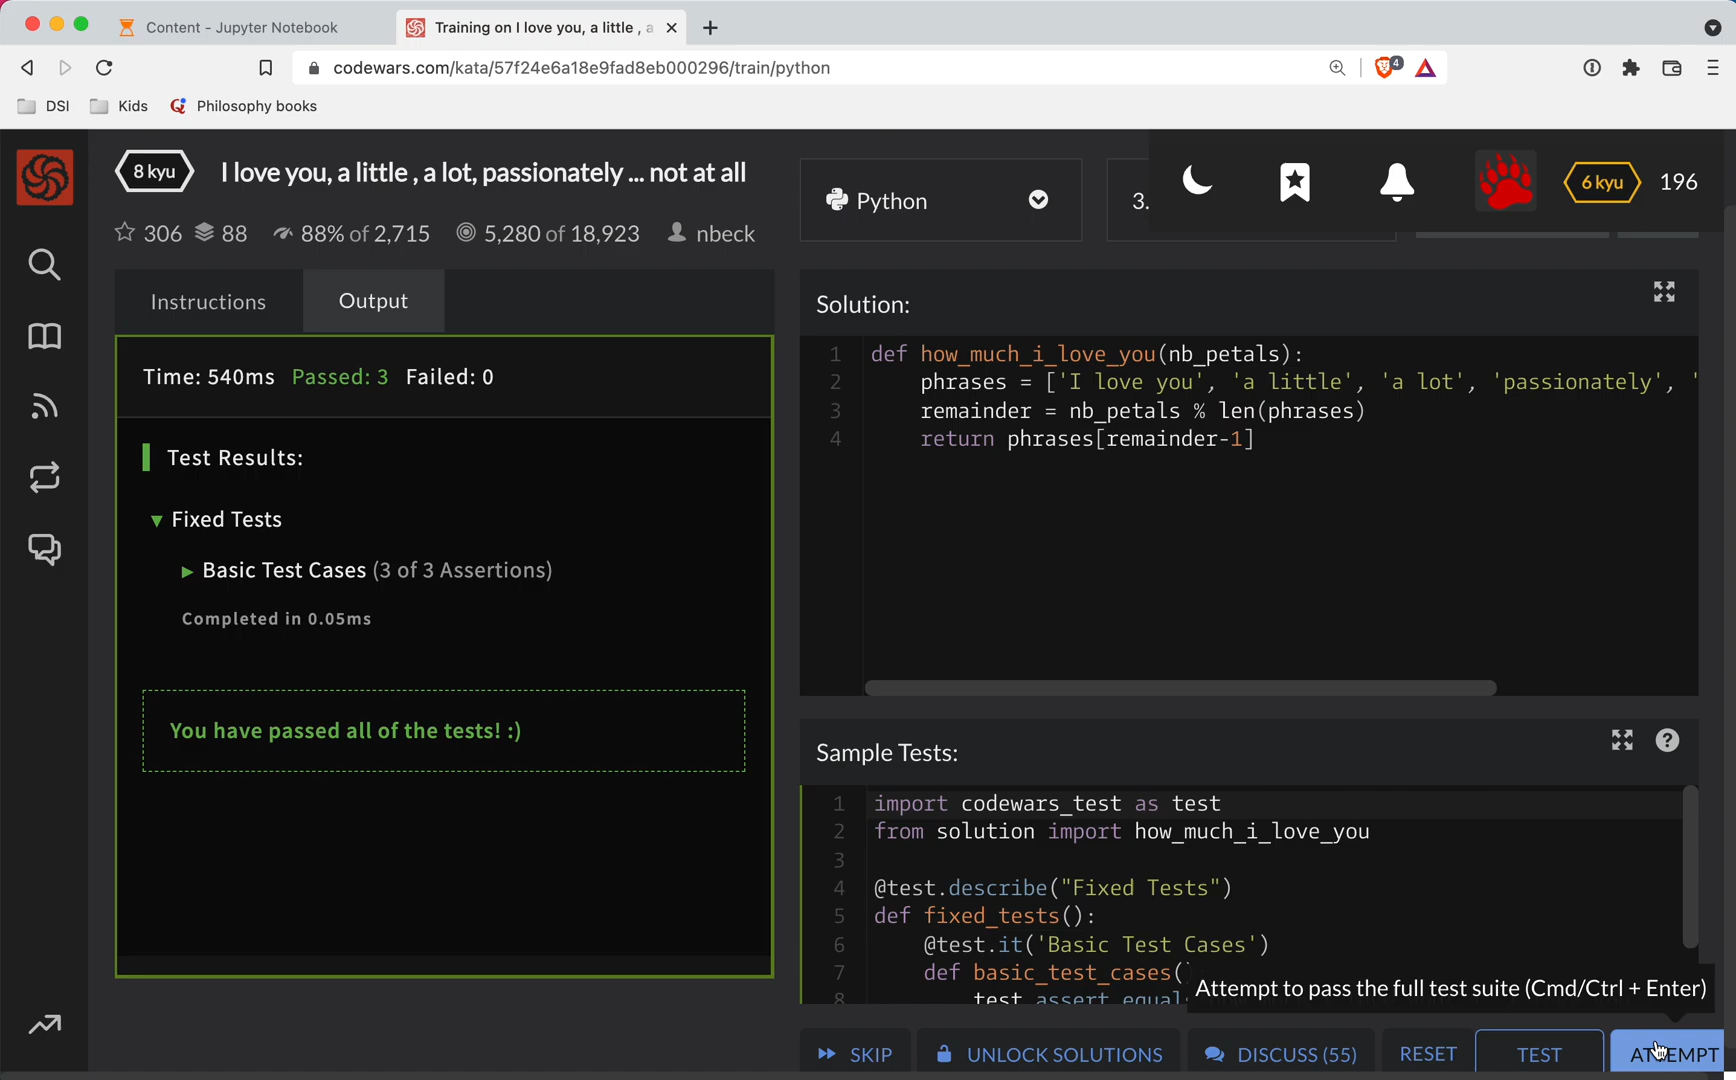 Content - Jupyter Notebook
Training on I love you, a little , a
codewars.com/kata/57f24e6a18e9fad8eb000296/train/python
4
DSI
Kids
Philosophy books
8 kyu
I love you, a little , a lot, passionately ... not at all
306
88
88% of 2,715
5,280 of 18,923
nbeck
Python
3.
6 kyu
196
Instructions
Output
Time: 540ms Passed: 3 Failed: 0
Test Results:
Fixed Tests
Basic Test Cases (3 of 3 Assertions)
Completed in 0.05ms
You have passed all of the tests! :)
Solution:
1 def how_much_i_love_you(nb_petals):
2 phrases = ['I love you', 'a little', 'a lot', 'passionately', '
3 remainder = nb_petals % len(phrases)
4 return phrases[remainder-1]
Sample Tests:
1 import codewars_test as test
2 from solution import how_much_i_love_you
3
4 @test.describe("Fixed Tests")
5 def fixed_tests():
6 @test.it('Basic Test Cases')
7 def basic_test_cases(
8 test.assert_equal
Attempt to pass the full test suite (Cmd/Ctrl + Enter)
SKIP
UNLOCK SOLUTIONS
DISCUSS (55)
RESET
TEST
ATTEMPT